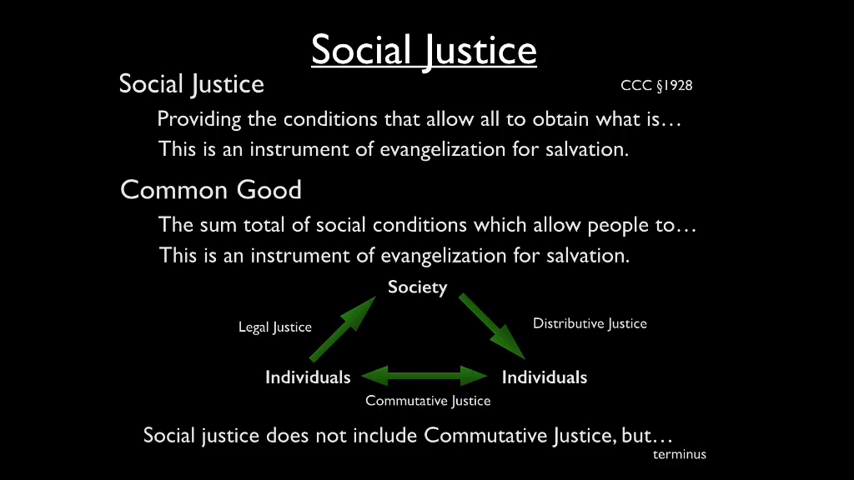 Social Justice
Social Justice
CCC §1928
Providing the conditions that allow all to obtain what is…
This is an instrument of evangelization for salvation.
Common Good
The sum total of social conditions which allow people to…
This is an instrument of evangelization for salvation.
Society
Legal Justice
Distributive Justice
Individuals
Individuals
Commutative Justice
Social justice does not include Commutative Justice, but…
terminus